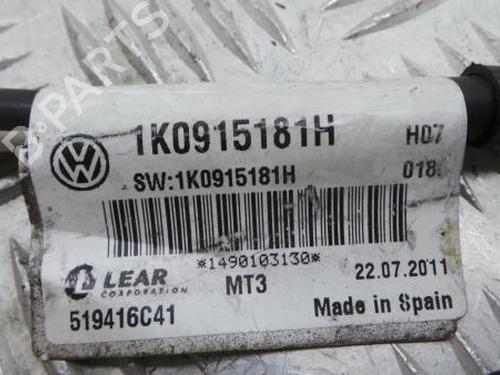 B-PARTS
1K0915181H H07
SW:1K0915181H 018
*1490103130*
LEAR MT3 22.07.2011
CORPORATION
519416C41 Made in Spain